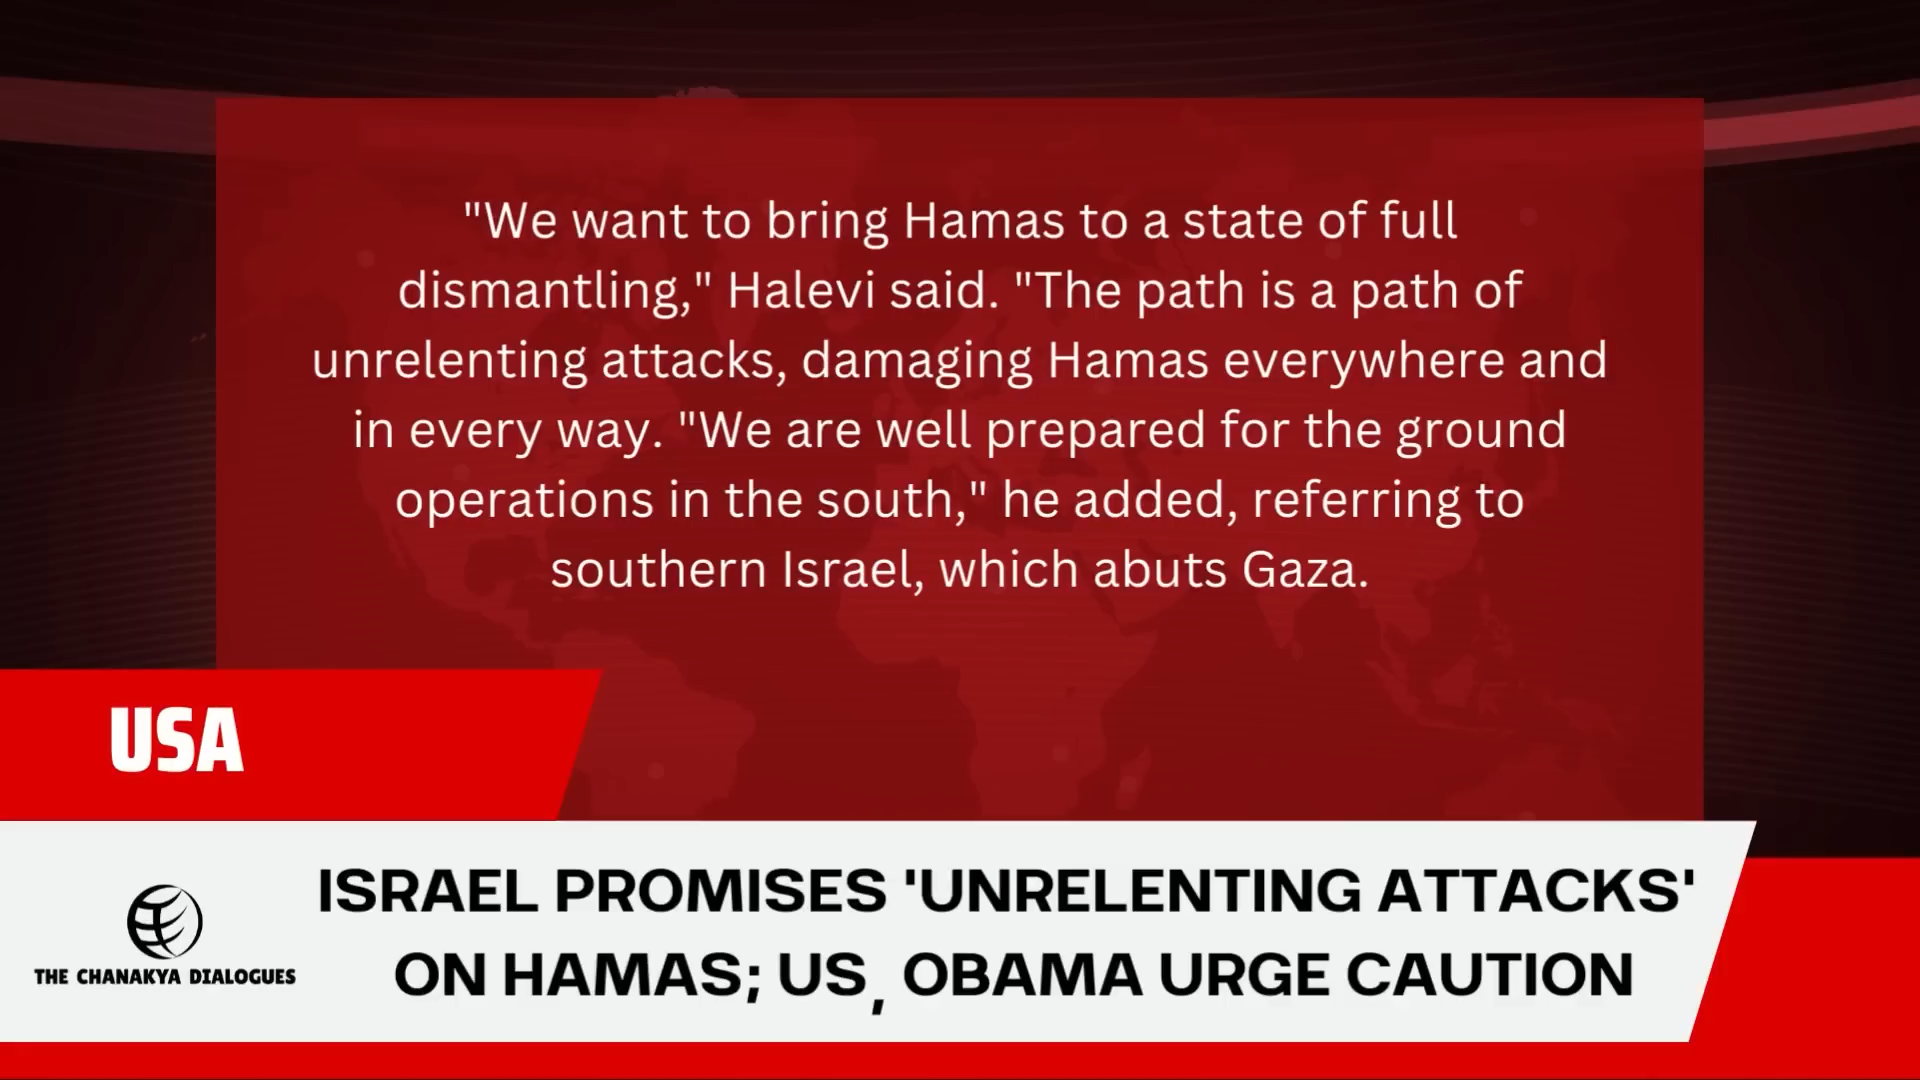 "We want to bring Hamas to a state of full
dismantling," Halevi said. "The path is a path of
unrelenting attacks, damaging Hamas everywhere and
in every way. "We are well prepared for the ground
operations in the south," he added, referring to
southern Israel, which abuts Gaza.
USA
THE CHANAKYA DIALOGUES
ISRAEL PROMISES 'UNRELENTING ATTACKS'
ON HAMAS; US, OBAMA URGE CAUTION